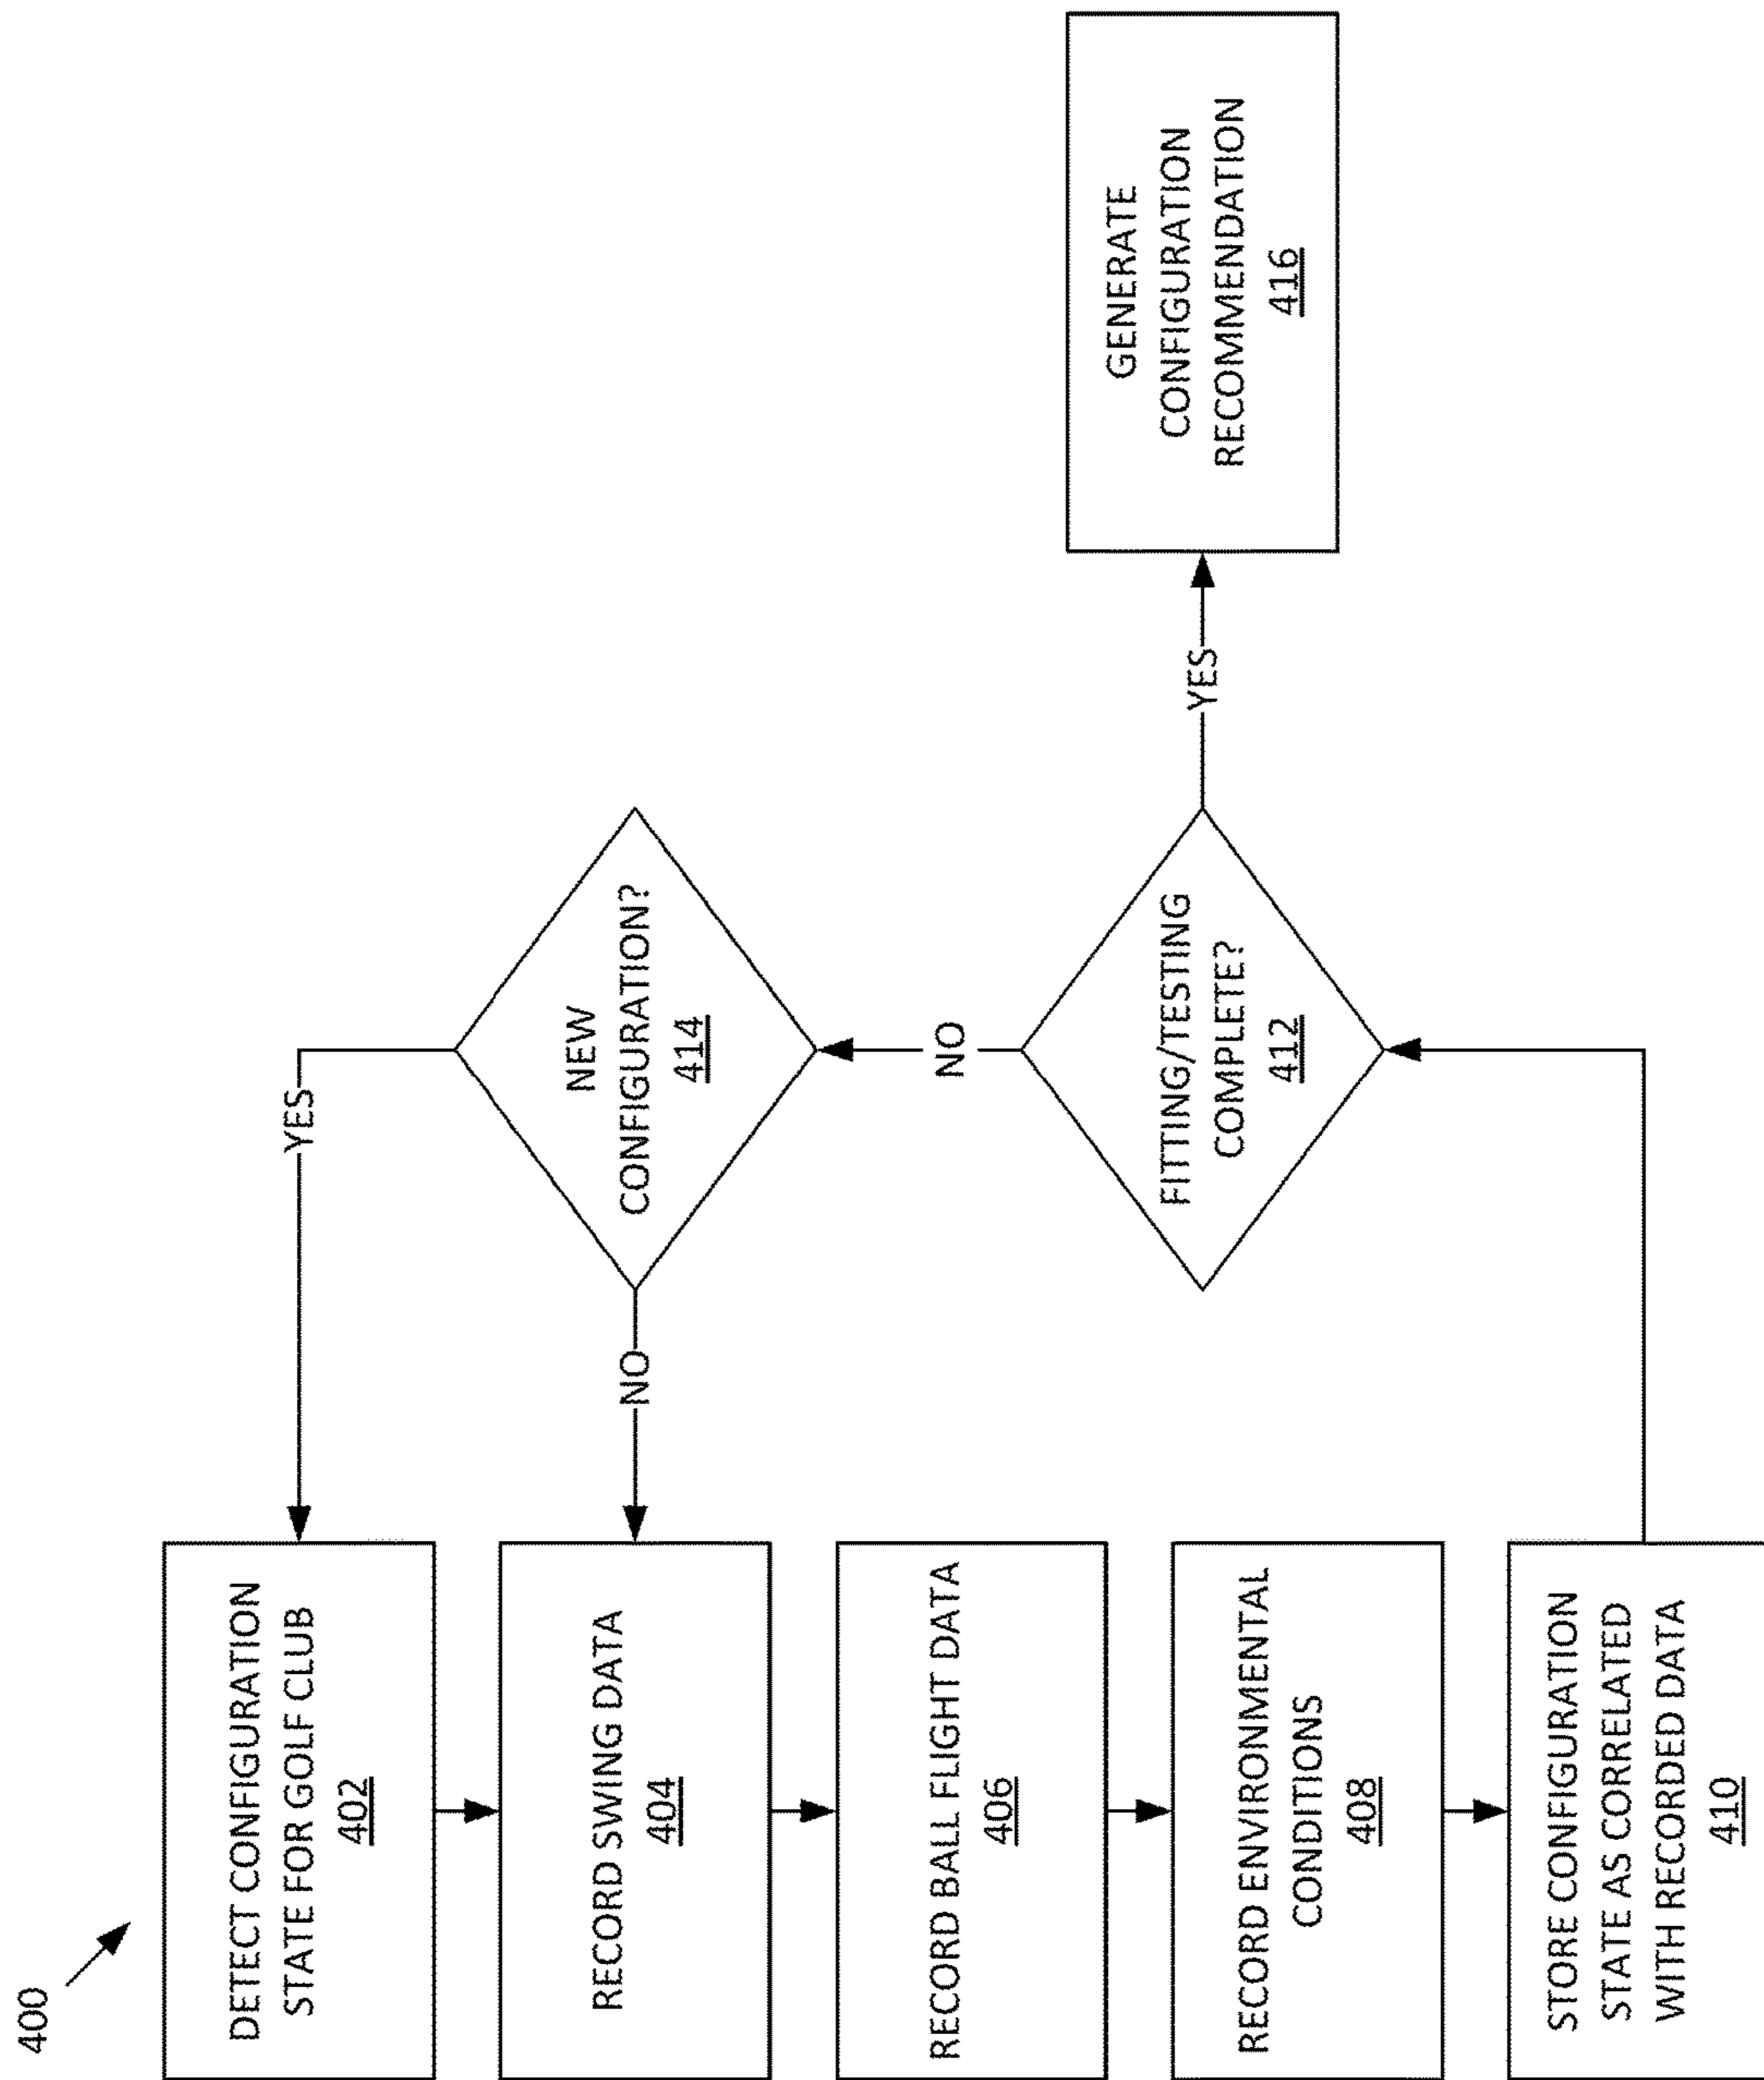 400
DETECT CONFIGURATION
STATE FOR GOLF CLUB
402
RECORD SWING DATA
404
RECORD BALL FLIGHT DATA
406
RECORD ENVIRONMENTAL
CONDITIONS
408
STORE CONFIGURATION
STATE AS CORRELATED
WITH RECORDED DATA
410
YES
NO
NEW
CONFIGURATION?
414
NO
FITTING/TESTING
COMPLETE?
412
YES
GENERATE
CONFIGURATION
RECOMMENDATION
416